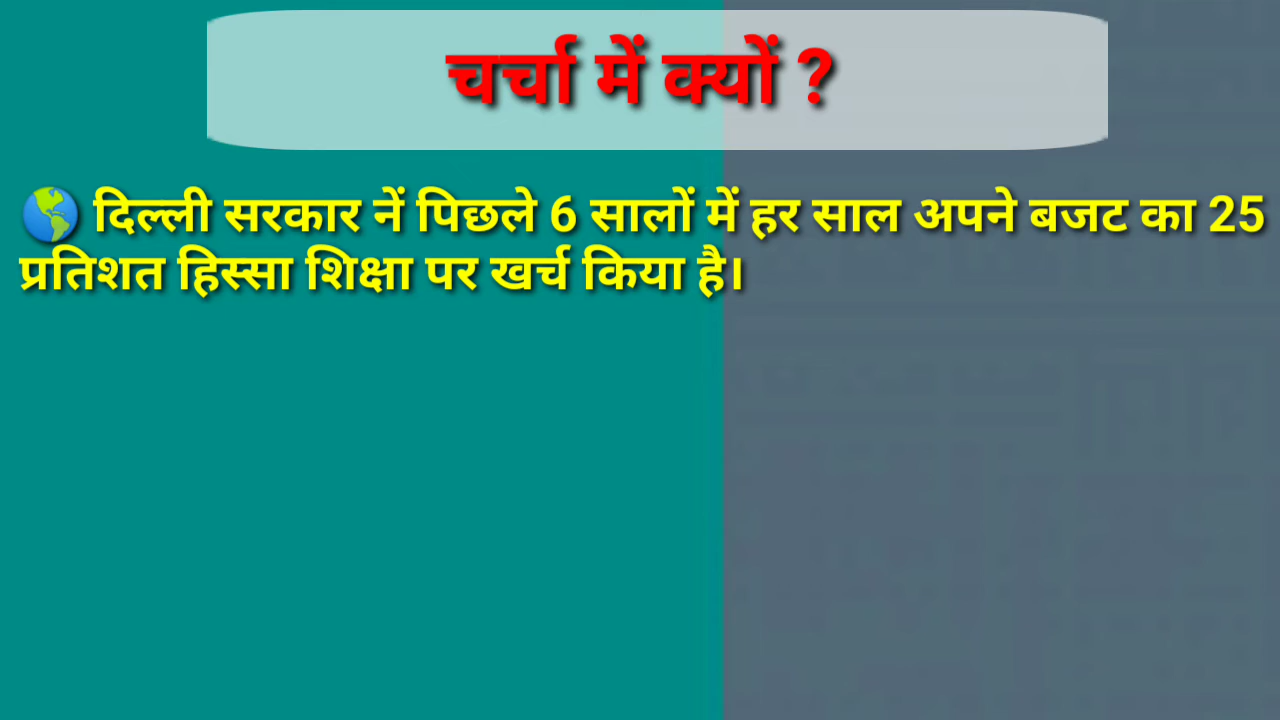 चर्चा में क्यों ?
🌎 दिल्ली सरकार नें पिछले 6 सालों में हर साल अपने बजट का 25
प्रतिशत हिस्सा शिक्षा पर खर्च किया है।